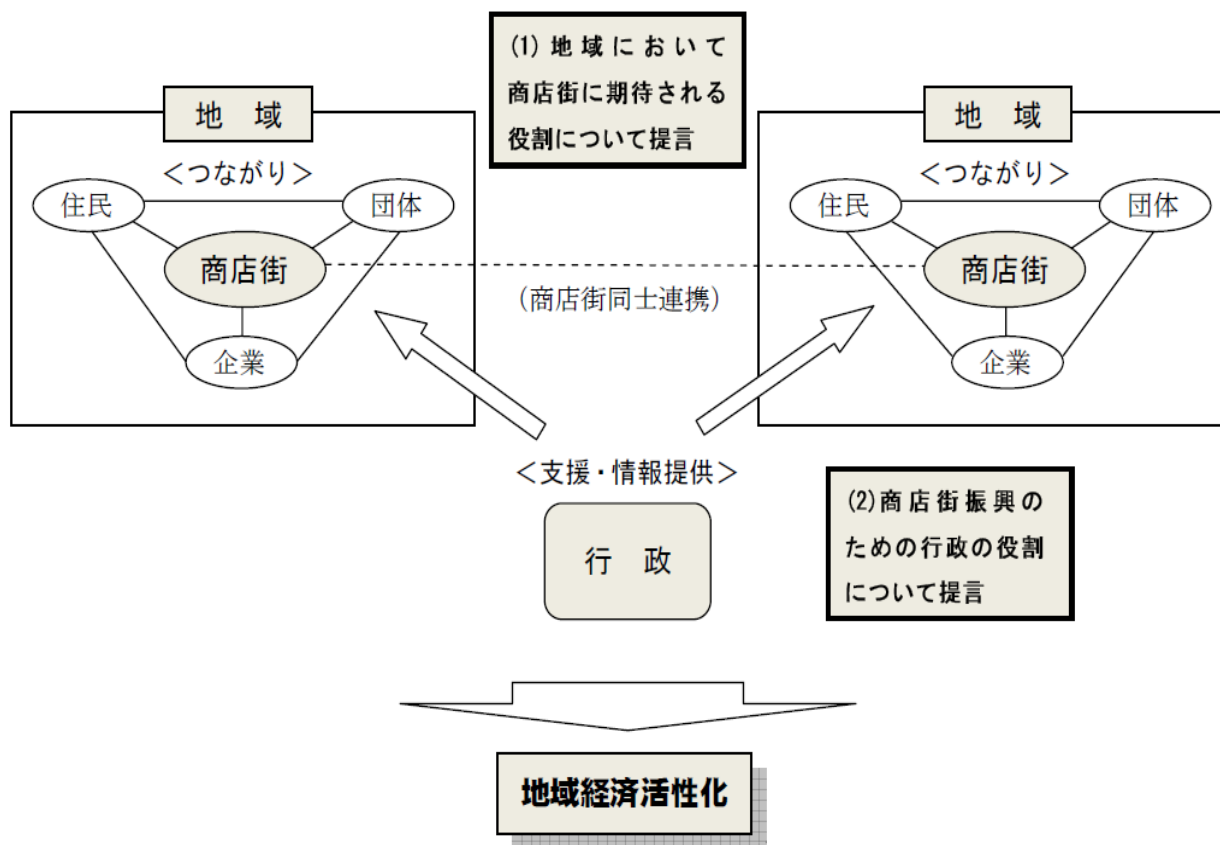 (1)地域において
商店街に期待される
役割について提言
地　域
＜つながり＞
住民
団体
商店街
企業
地　域
＜つながり＞
住民
団体
商店街
企業
（商店街同士連携）
＜支援・情報提供＞
行　政
(2)商店街振興の
ための行政の役割
について提言
地域経済活性化